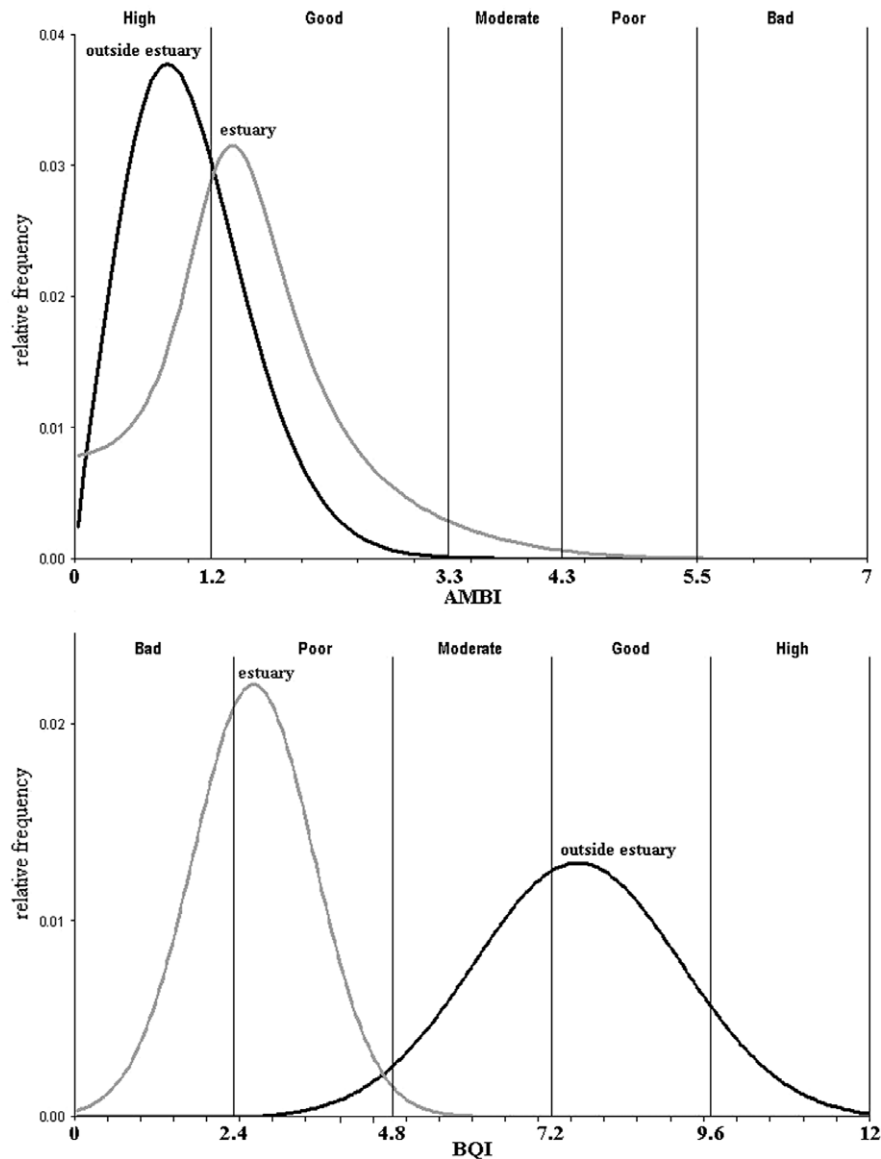 High Good Moderate Poor Bad
0.04
outside estuary
estuary
0.03
relative frequency
0.02
0.01
0.00
0 1.2 3.3 4.3 5.5 7
AMBI
Bad Poor Moderate Good High
estuary
0.02
relative frequency
outside estuary
0.01
0.00
0 2.4 4.8 7.2 9.6 12
BQI